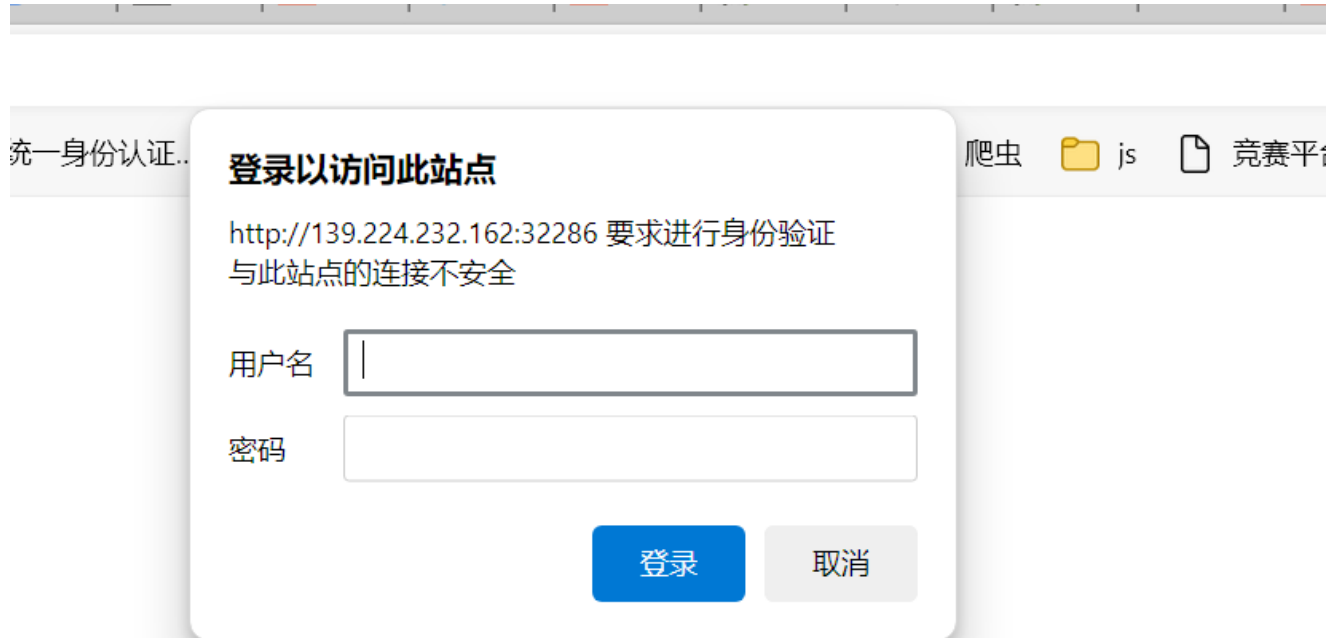 统一身份认证.. 爬虫 js 竞赛平台
登录以访问此站点
http://139.224.232.162:32286 要求进行身份验证
与此站点的连接不安全
用户名
密码
登录 取消